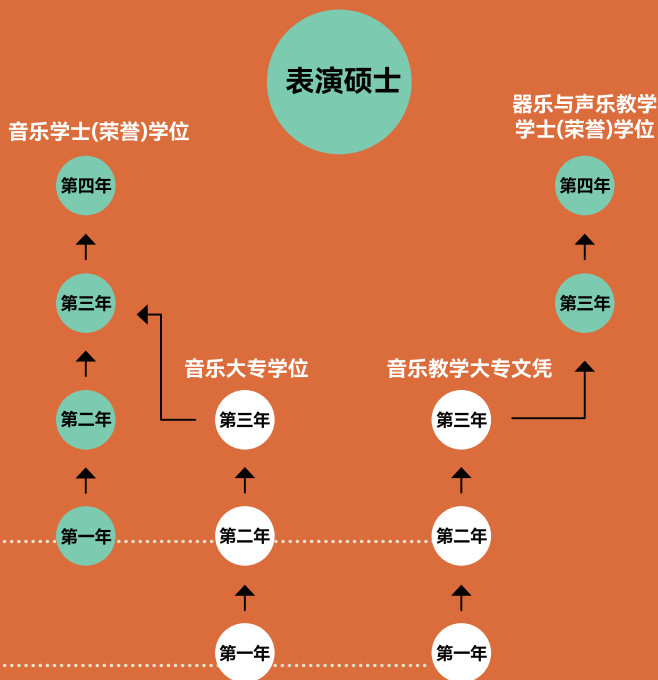 表演硕士
音乐学士(荣誉)学位
第四年
第三年
第二年
第一年
音乐大专学位
第三年
第二年
第一年
音乐教学大专文凭
第三年
第二年
第一年
器乐与声乐教学
学士(荣誉)学位
第四年
第三年